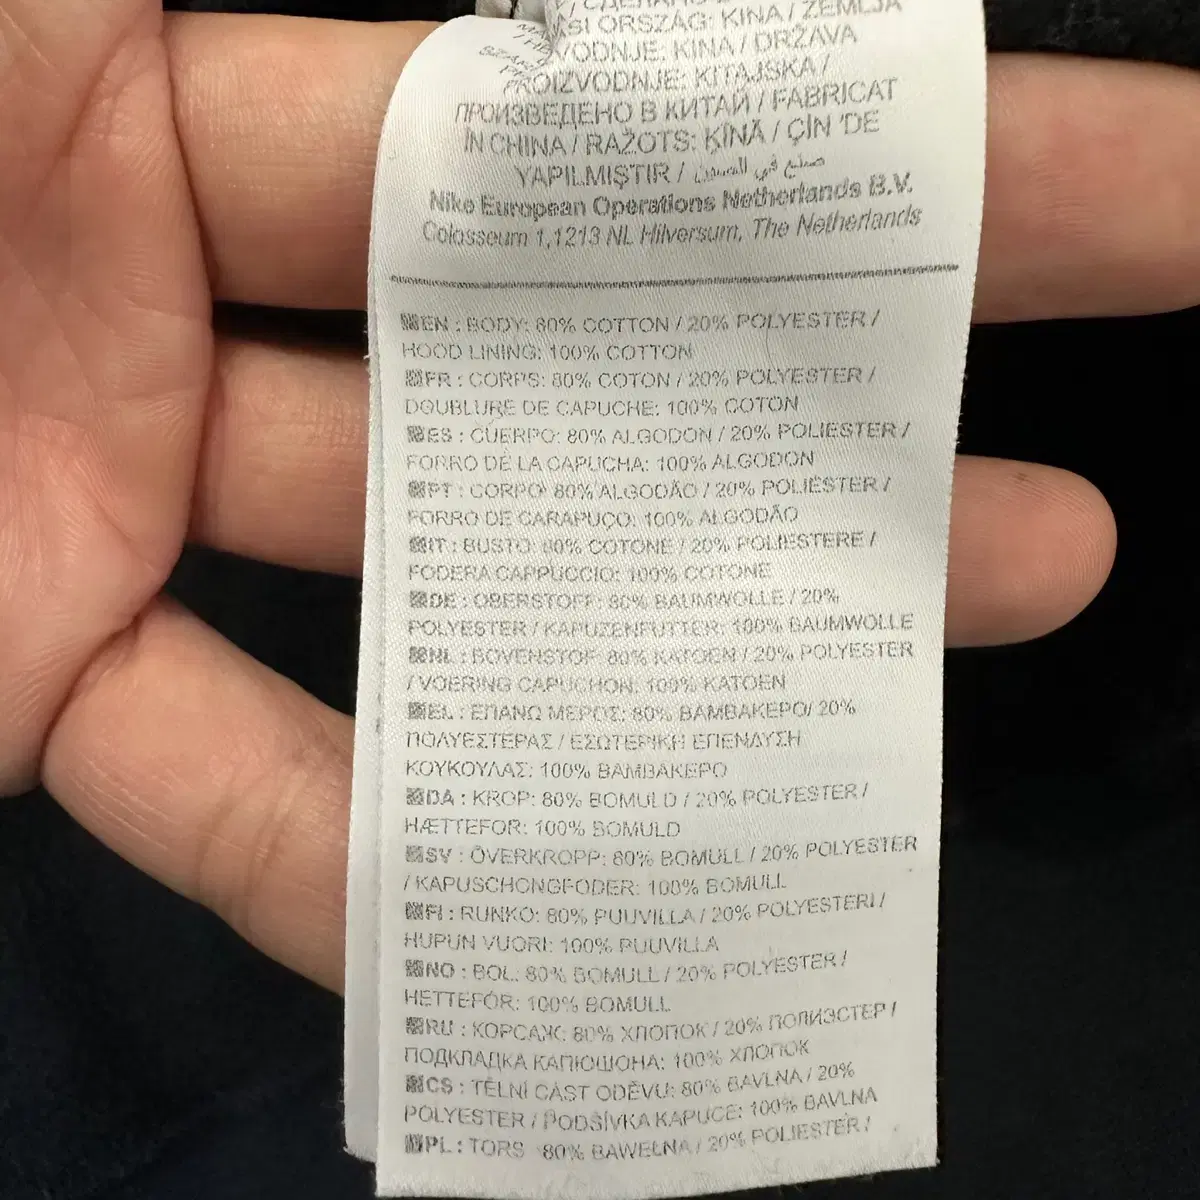 SI ORSZÁG: KINA / ZEMLJA
VODNJE: KINA / DRŽAVA
PROIZVODNJE: KITAJSKA /
ПРОИЗВЕДЕНО В КИТАЙ / FABRICAT
ÎN CHINA / RAŽOTS: ĶĪNĀ / ÇİN 'DE
YAPILMIŞTIR / صنع في الصين
Nike European Operations Netherlands B.V.
Colosseum 1,1213 NL Hilversum, The Netherlands
EN : BODY: 80% COTTON / 20% POLYESTER /
HOOD LINING: 100% COTTON
FR : CORPS: 80% COTON / 20% POLYESTER /
DOUBLURE DE CAPUCHE: 100% COTON
ES : CUERPO: 80% ALGODON / 20% POLIESTER /
FORRO DE LA CAPUCHA: 100% ALGODON
PT : CORPO: 80% ALGODÃO / 20% POLIÉSTER /
FORRO DE CARAPUÇO: 100% ALGODÃO
IT : BUSTO: 80% COTONE / 20% POLIESTERE /
FODERA CAPPUCCIO: 100% COTONE
DE : OBERSTOFF: 80% BAUMWOLLE / 20%
POLYESTER / KAPUZENFUTTER: 100% BAUMWOLLE
NL : BOVENSTOF: 80% KATOEN / 20% POLYESTER
/ VOERING CAPUCHON: 100% KATOEN
EL : ΕΠΑΝΩ ΜΕΡΟΣ: 80% ΒΑΜΒΑΚΕΡΟ/ 20%
ΠΟΛΥΕΣΤΕΡΑΣ / ΕΣΩΤΕΡΙΚΗ ΕΠΕΝΔΥΣΗ
ΚΟΥΚΟΥΛΑΣ: 100% ΒΑΜΒΑΚΕΡΟ
DA : KROP: 80% BOMULD / 20% POLYESTER /
HÆTTEFOR: 100% BOMULD
SV : ÖVERKROPP: 80% BOMULL / 20% POLYESTER
/ KAPUSCHONGFODER: 100% BOMULL
FI : RUNKO: 80% PUUVILLA / 20% POLYESTERI /
HUPUN VUORI: 100% PUUVILLA
NO : BOL: 80% BOMULL / 20% POLYESTER /
HETTEFÔR: 100% BOMULL
RU : КОРСАЖ: 80% ХЛОПОК / 20% ПОЛИЭСТЕР /
ПОДКЛАДКА КАПЮШОНА: 100% ХЛОПОК
CS : TĚLNÍ ČÁST ODĚVU: 80% BAVLNA / 20%
POLYESTER / PODŠÍVKA KAPUCE: 100% BAVLNA
PL : TORS 80% BAWEŁNA / 20% POLIESTER /